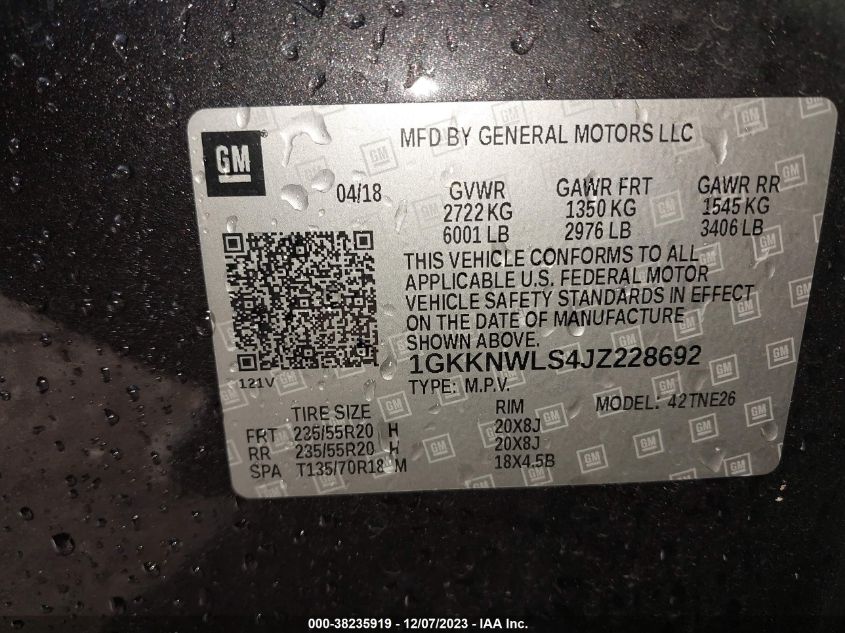 GM
MFD BY GENERAL MOTORS LLC
04/18
GVWR GAWR FRT GAWR RR
2722 KG 1350 KG 1545 KG
6001 LB 2976 LB 3406 LB
THIS VEHICLE CONFORMS TO ALL
APPLICABLE U.S. FEDERAL MOTOR
VEHICLE SAFETY STANDARDS IN EFFECT
ON THE DATE OF MANUFACTURE
SHOWN ABOVE.
1GKKNWLS4JZ228692
121V
TYPE: M.P.V.
TIRE SIZE RIM MODEL: 42TNE26
FRT 235/55R20 H 20X8J
RR 235/55R20 H 20X8J
SPA T135/70R18 M 18X4.5B
000-38235919 - 12/07/2023 - IAA Inc.